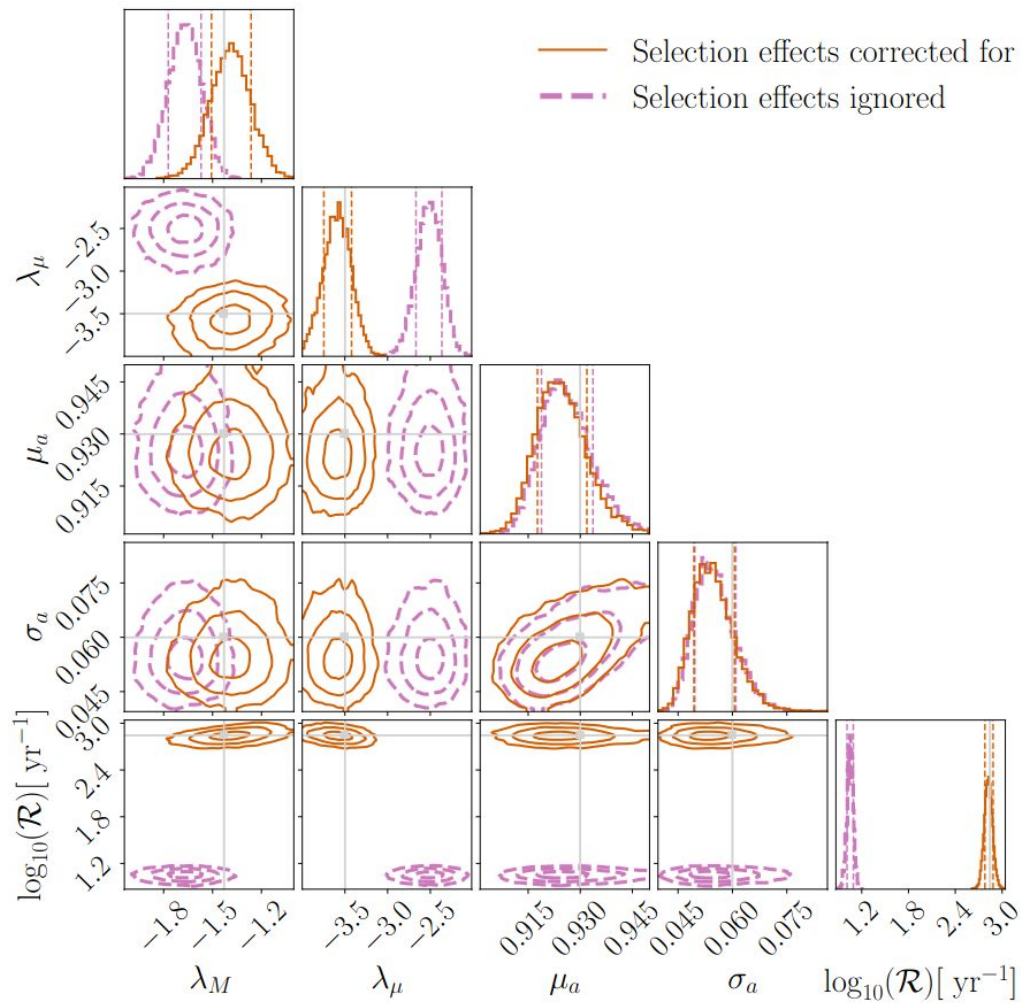 Selection effects corrected for
Selection effects ignored
λ_μ
−2.5
−3.0
−3.5
μ_a
0.945
0.930
0.915
σ_a
0.075
0.060
0.045
log₁₀(𝓡)[ yr⁻¹]
3.0
2.4
1.8
1.2
−1.8 −1.5 −1.2
−3.5 −3.0 −2.5
0.915 0.930 0.945
0.045 0.060 0.075
1.2 1.8 2.4 3.0
λ_M λ_μ μ_a σ_a log₁₀(𝓡)[ yr⁻¹]